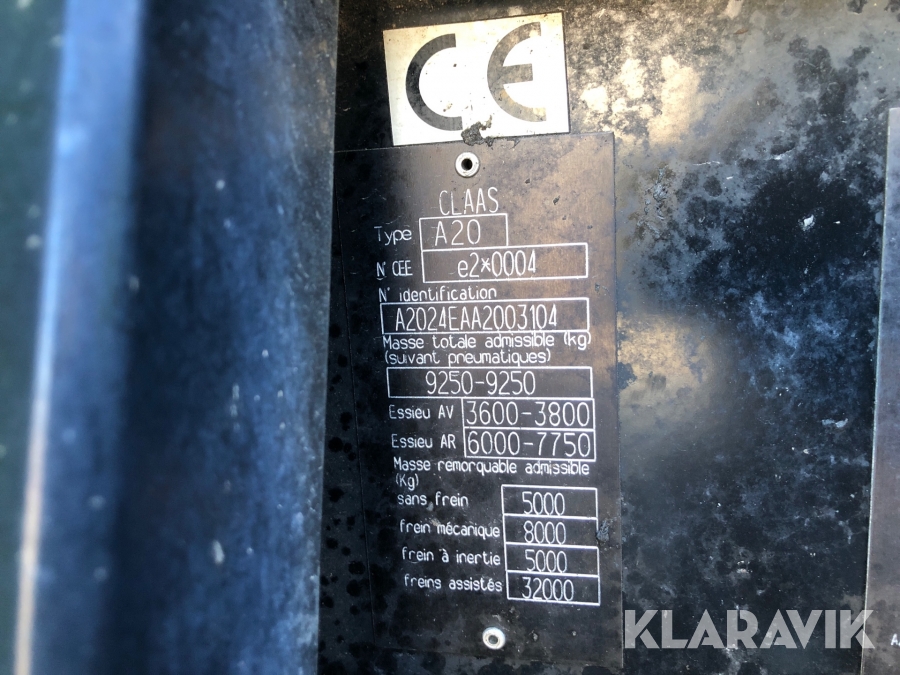 CE
CLAAS
Type A20
N° CEE e2*0004
N° identification
A2024EAA2003104
Masse totale admissible (kg)
(suivant pneumatiques)
9250-9250
Essieu AV 3600-3800
Essieu AR 6000-7750
Masse remorquable admissible
(Kg)
sans frein 5000
frein mécanique 8000
frein à inertie 5000
freins assistés 32000
KLARAVIK